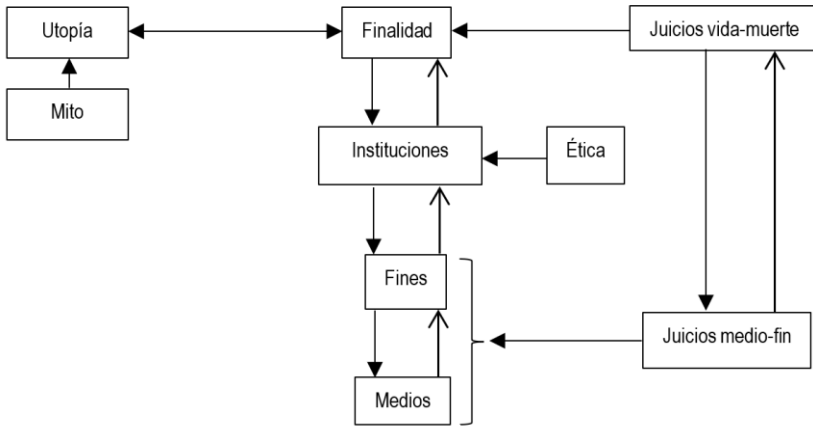 Utopía
Finalidad
Juicios vida-muerte
Mito
Instituciones
Ética
Fines
Juicios medio-fin
Medios